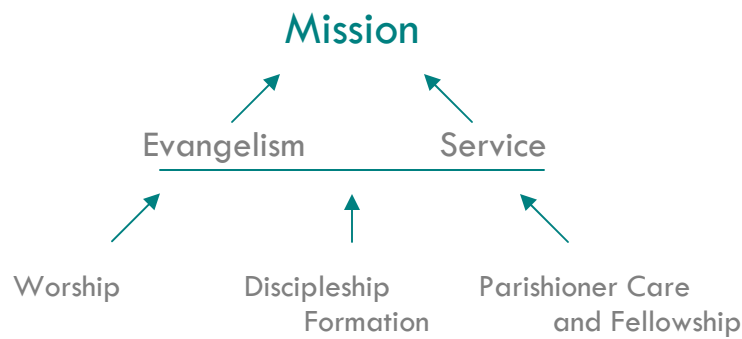 Mission
Evangelism Service
Worship Discipleship Parishioner Care
Formation and Fellowship